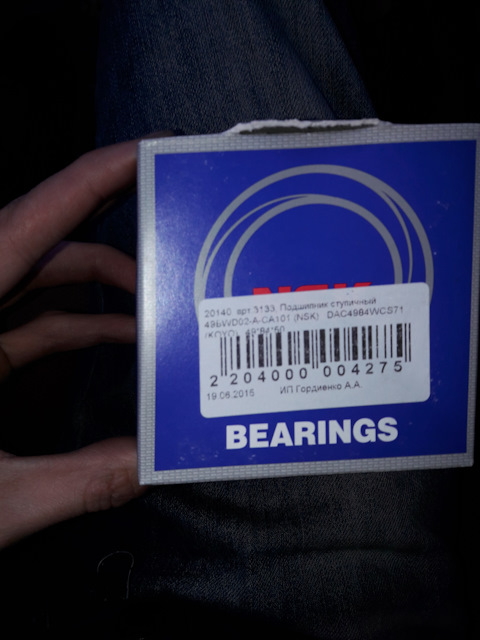 NSK
20140 арт.3133, Подшипник ступичный
49BWD02-A-CA101 (NSK) DAC4984WCS71
(KOYO) 49*84*50
2 204000 004275
19.06.2015 ИП Гордиенко А.А.
BEARINGS